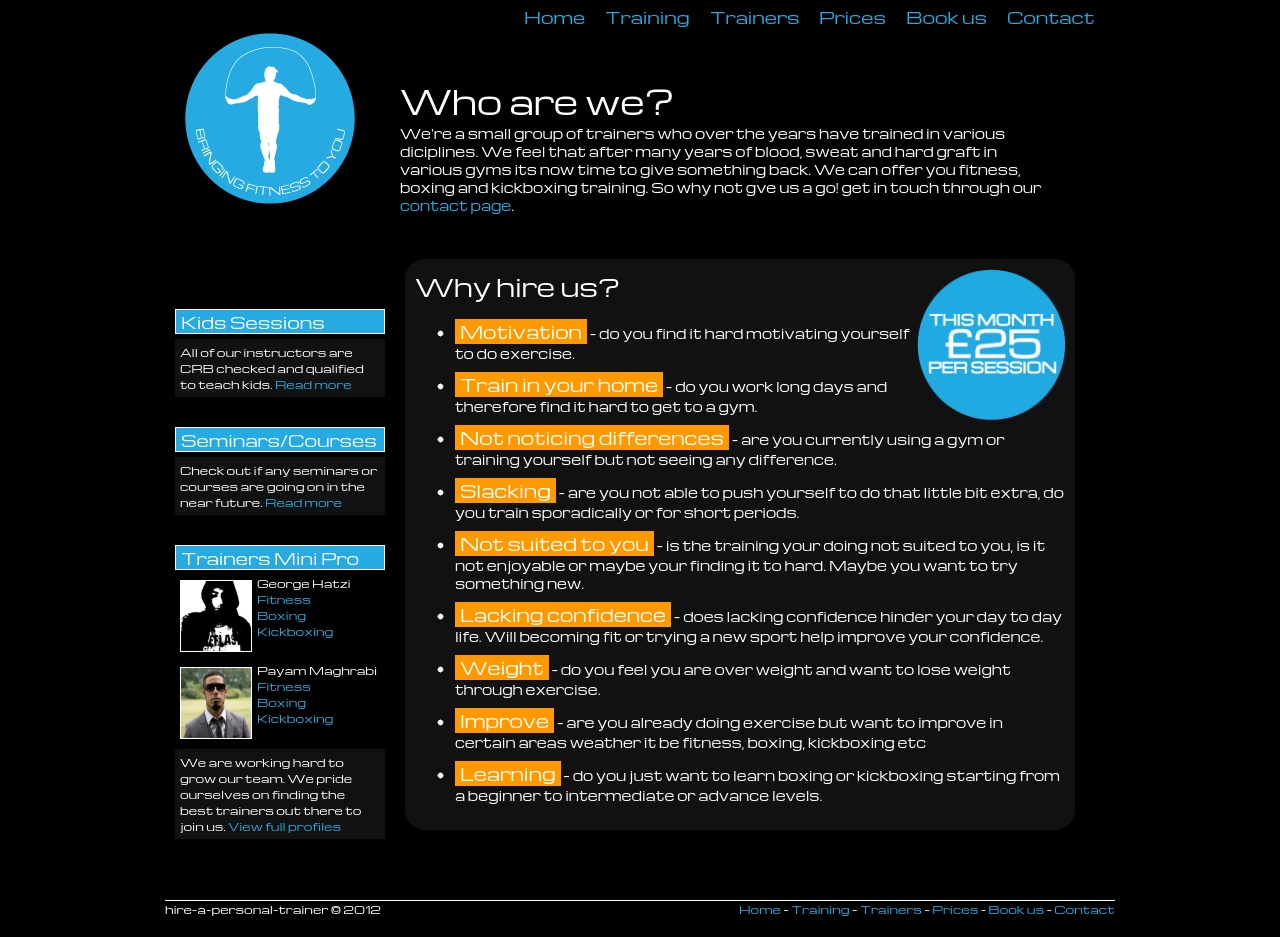 Home Training Trainers Prices Book us Contact
BRINGING FITNESS TO YOU
Who are we?
We're a small group of trainers who over the years have trained in various
diciplines. We feel that after many years of blood, sweat and hard graft in
various gyms its now time to give something back. We can offer you fitness,
boxing and kickboxing training. So why not gve us a go! get in touch through our
contact page.
Kids Sessions
All of our instructors are
CRB checked and qualified
to teach kids. Read more
Seminars/Courses
Check out if any seminars or
courses are going on in the
near future. Read more
Trainers Mini Pro
George Hatzi
Fitness
Boxing
Kickboxing
Payam Maghrabi
Fitness
Boxing
Kickboxing
We are working hard to
grow our team. We pride
ourselves on finding the
best trainers out there to
join us. View full profiles
Why hire us?
THIS MONTH
£25
PER SESSION
• Motivation - do you find it hard motivating yourself
to do exercise.
• Train in your home - do you work long days and
therefore find it hard to get to a gym.
• Not noticing differences - are you currently using a gym or
training yourself but not seeing any difference.
• Slacking - are you not able to push yourself to do that little bit extra, do
you train sporadically or for short periods.
• Not suited to you - is the training your doing not suited to you, is it
not enjoyable or maybe your finding it to hard. Maybe you want to try
something new.
• Lacking confidence - does lacking confidence hinder your day to day
life. Will becoming fit or trying a new sport help improve your confidence.
• Weight - do you feel you are over weight and want to lose weight
through exercise.
• Improve - are you already doing exercise but want to improve in
certain areas weather it be fitness, boxing, kickboxing etc
• Learning - do you just want to learn boxing or kickboxing starting from
a beginner to intermediate or advance levels.
hire-a-personal-trainer © 2012
Home - Training - Trainers - Prices - Book us - Contact